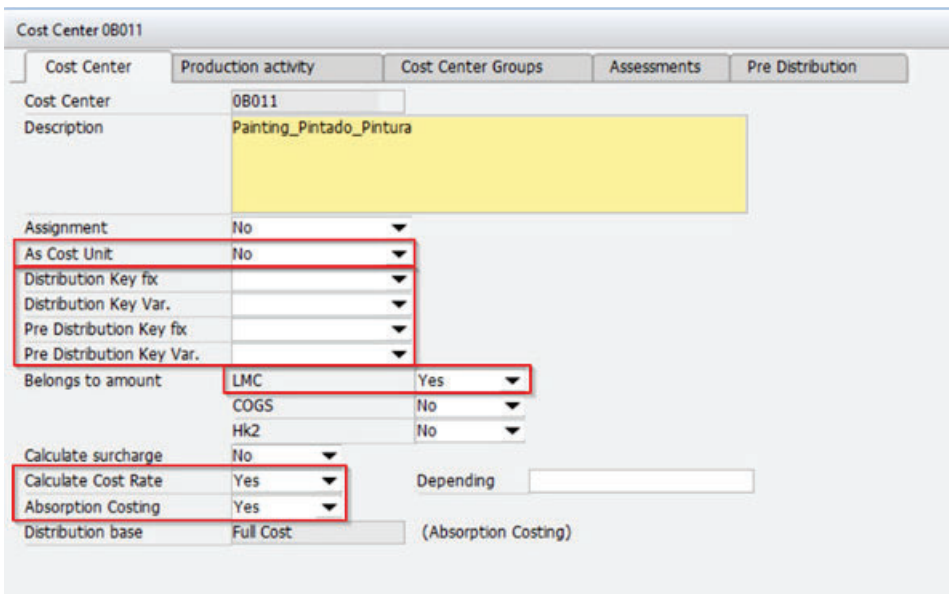 Cost Center 0B011
Cost Center Production activity Cost Center Groups Assessments Pre Distribution
Cost Center 0B011
Description Painting_Pintado_Pintura
Assignment No
As Cost Unit No
Distribution Key fix
Distribution Key Var.
Pre Distribution Key fix
Pre Distribution Key Var.
Belongs to amount LMC Yes
COGS No
Hk2 No
Calculate surcharge No
Calculate Cost Rate Yes Depending
Absorption Costing Yes
Distribution base Full Cost (Absorption Costing)